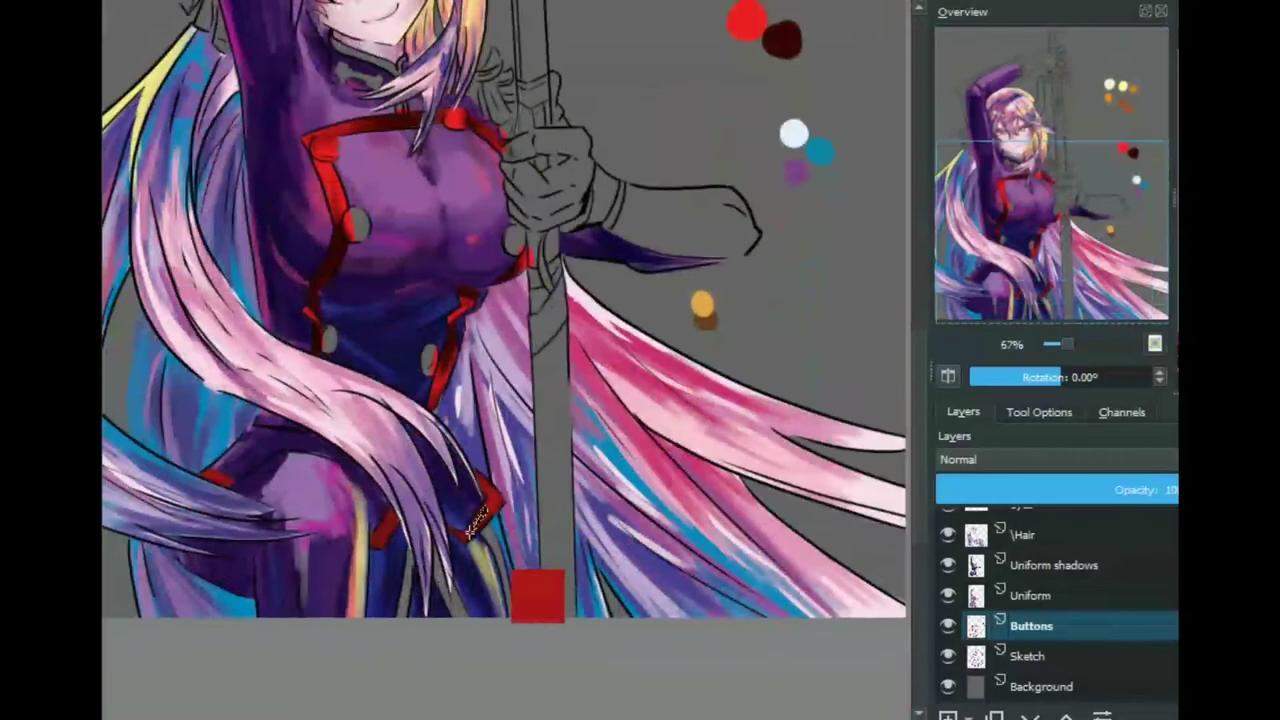 Overview
67%
Rotation: 0.00°
Layers
Tool Options
Channels
Layers
Normal
Opacity: 10
\Hair
Uniform shadows
Uniform
Buttons
Sketch
Background